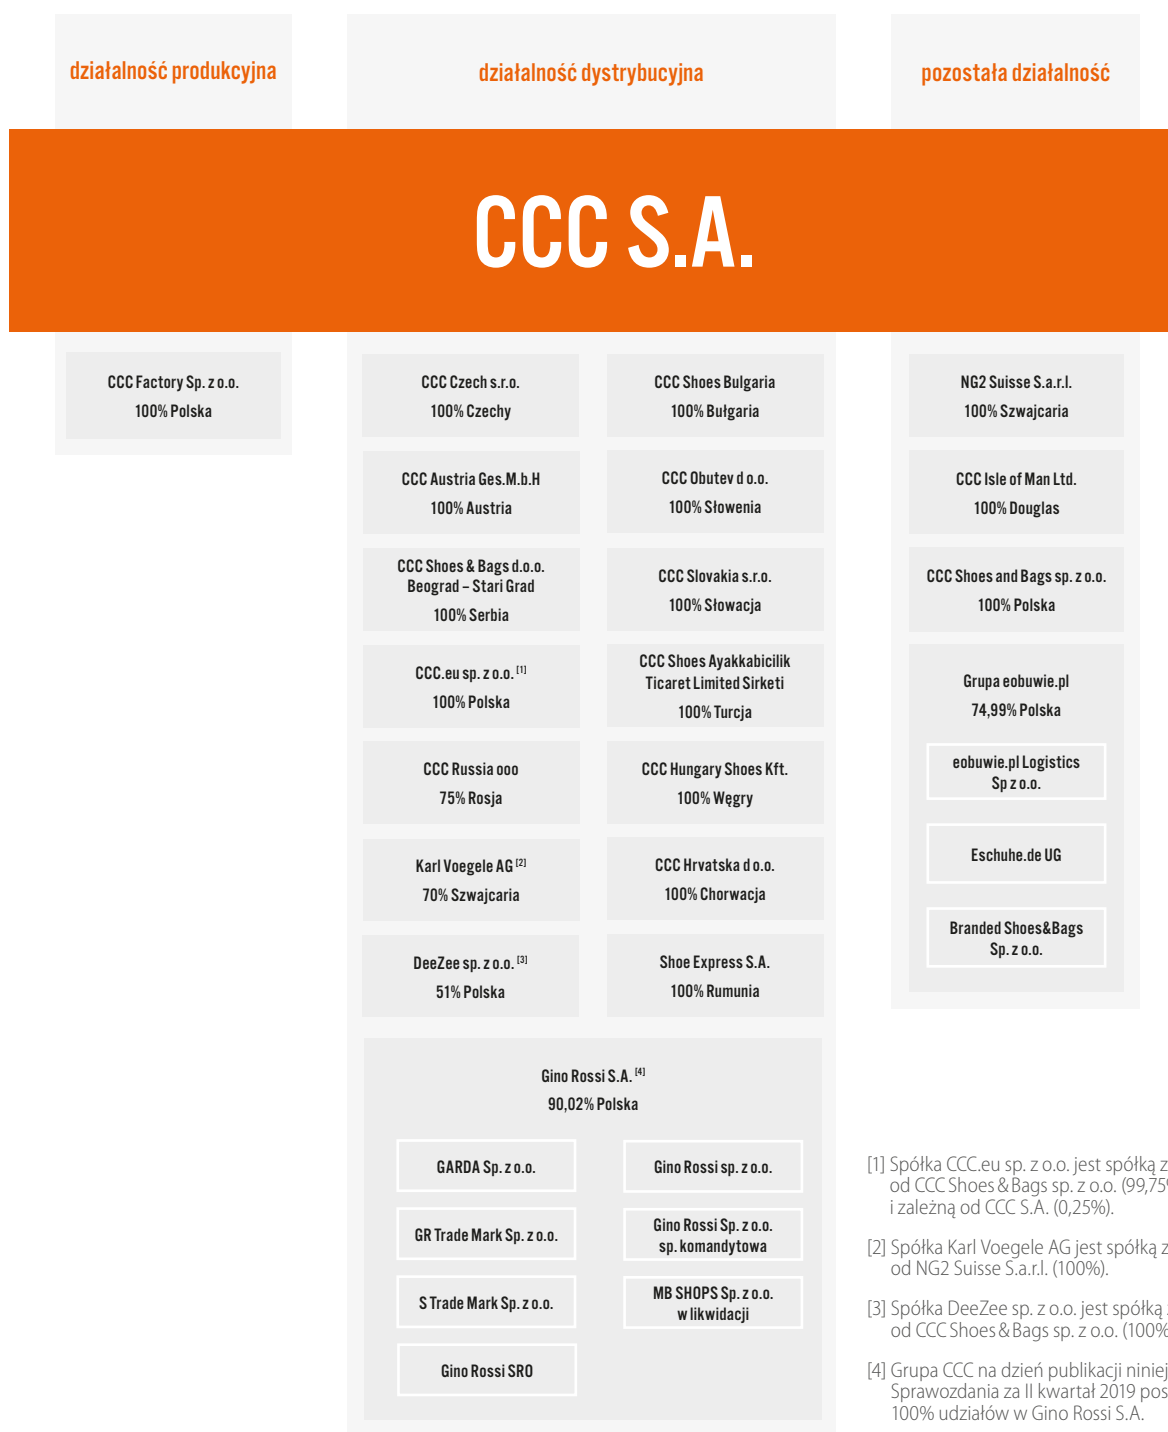 działalność produkcyjna
działalność dystrybucyjna
pozostała działalność
CCC S.A.
CCC Factory Sp. z o.o.
100% Polska
CCC Czech s.r.o.
100% Czechy
CCC Shoes Bulgaria
100% Bułgaria
CCC Austria Ges.M.b.H
100% Austria
CCC Obutev d o.o.
100% Słowenia
CCC Shoes & Bags d.o.o.
Beograd – Stari Grad
100% Serbia
CCC Slovakia s.r.o.
100% Słowacja
CCC.eu sp. z o.o. [1]
100% Polska
CCC Shoes Ayakkabicilik
Ticaret Limited Sirketi
100% Turcja
CCC Russia ooo
75% Rosja
CCC Hungary Shoes Kft.
100% Węgry
Karl Voegele AG [2]
70% Szwajcaria
CCC Hrvatska d o.o.
100% Chorwacja
DeeZee sp. z o.o. [3]
51% Polska
Shoe Express S.A.
100% Rumunia
Gino Rossi S.A. [4]
90,02% Polska
GARDA Sp. z o.o.
Gino Rossi sp. z o.o.
GR Trade Mark Sp. z o.o.
Gino Rossi Sp. z o.o.
sp. komandytowa
S Trade Mark Sp. z o.o.
MB SHOPS Sp. z o.o.
w likwidacji
Gino Rossi SRO
NG2 Suisse S.a.r.l.
100% Szwajcaria
CCC Isle of Man Ltd.
100% Douglas
CCC Shoes and Bags sp. z o.o.
100% Polska
Grupa eobuwie.pl
74,99% Polska
eobuwie.pl Logistics
Sp z o.o.
Eschuhe.de UG
Branded Shoes&Bags
Sp. z o.o.
[1] Spółka CCC.eu sp. z o.o. jest spółką z
od CCC Shoes & Bags sp. z o.o. (99,75%
i zależną od CCC S.A. (0,25%).
[2] Spółka Karl Voegele AG jest spółką z
od NG2 Suisse S.a.r.l. (100%).
[3] Spółka DeeZee sp. z o.o. jest spółką
od CCC Shoes & Bags sp. z o.o. (100%
[4] Grupa CCC na dzień publikacji niniej
Sprawozdania za II kwartał 2019 pos
100% udziałów w Gino Rossi S.A.